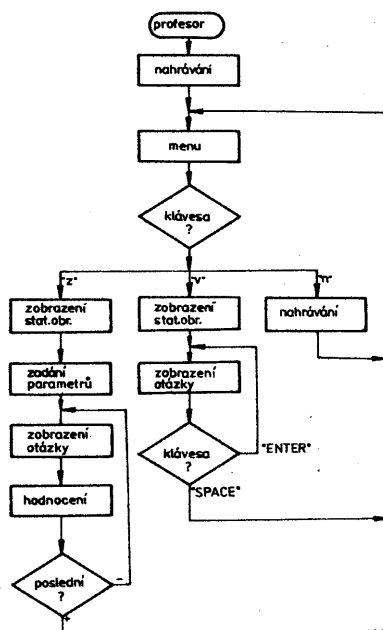 profesor
nahrávání
menu
klávesa
?
"z"
"v"
"n"
zobrazení
stat.obr.
zobrazení
stat.obr.
nahrávání
zadání
parametrů
zobrazení
otázky
zobrazení
otázky
klávesa
?
"ENTER"
"SPACE"
hodnocení
poslední
?
-
+